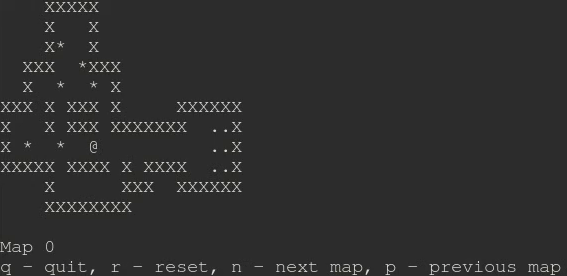 XXXXX
    X   X
    X*  X
  XXX  *XXX
  X  *  * X
XXX X XXX X     XXXXXX
X   X XXX XXXXXXX  ..X
X *  *  @          ..X
XXXXX XXXX X XXXX  ..X
    X      XXX  XXXXXX
    XXXXXXXX
Map 0
q - quit, r - reset, n - next map, p - previous map